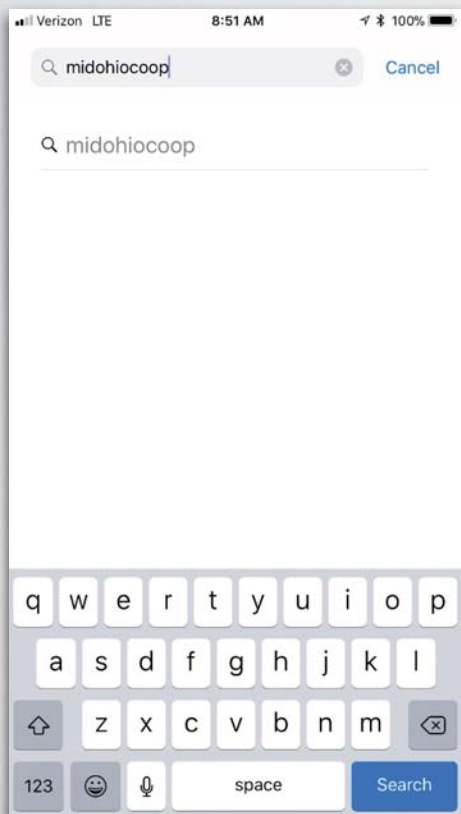 Verizon LTE 8:51 AM 100%
midohiocoop Cancel
midohiocoop
q w e r t y u i o p
a s d f g h j k l
z x c v b n m
123 space Search